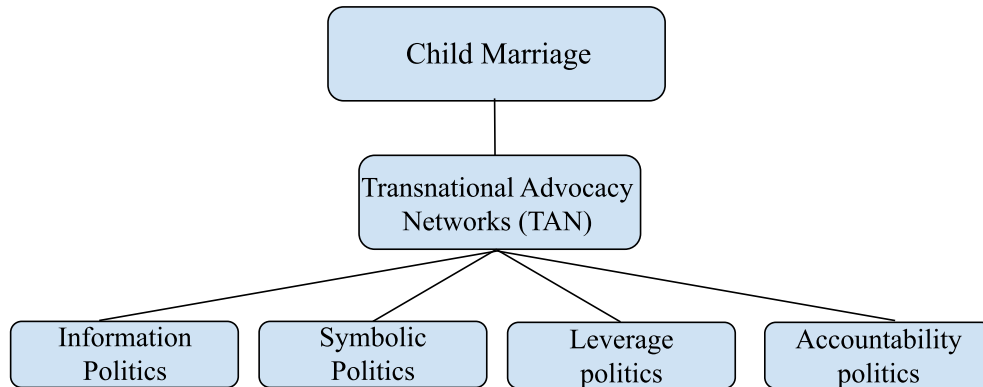 Child Marriage
Transnational Advocacy
Networks (TAN)
Information
Politics
Symbolic
Politics
Leverage
politics
Accountability
politics